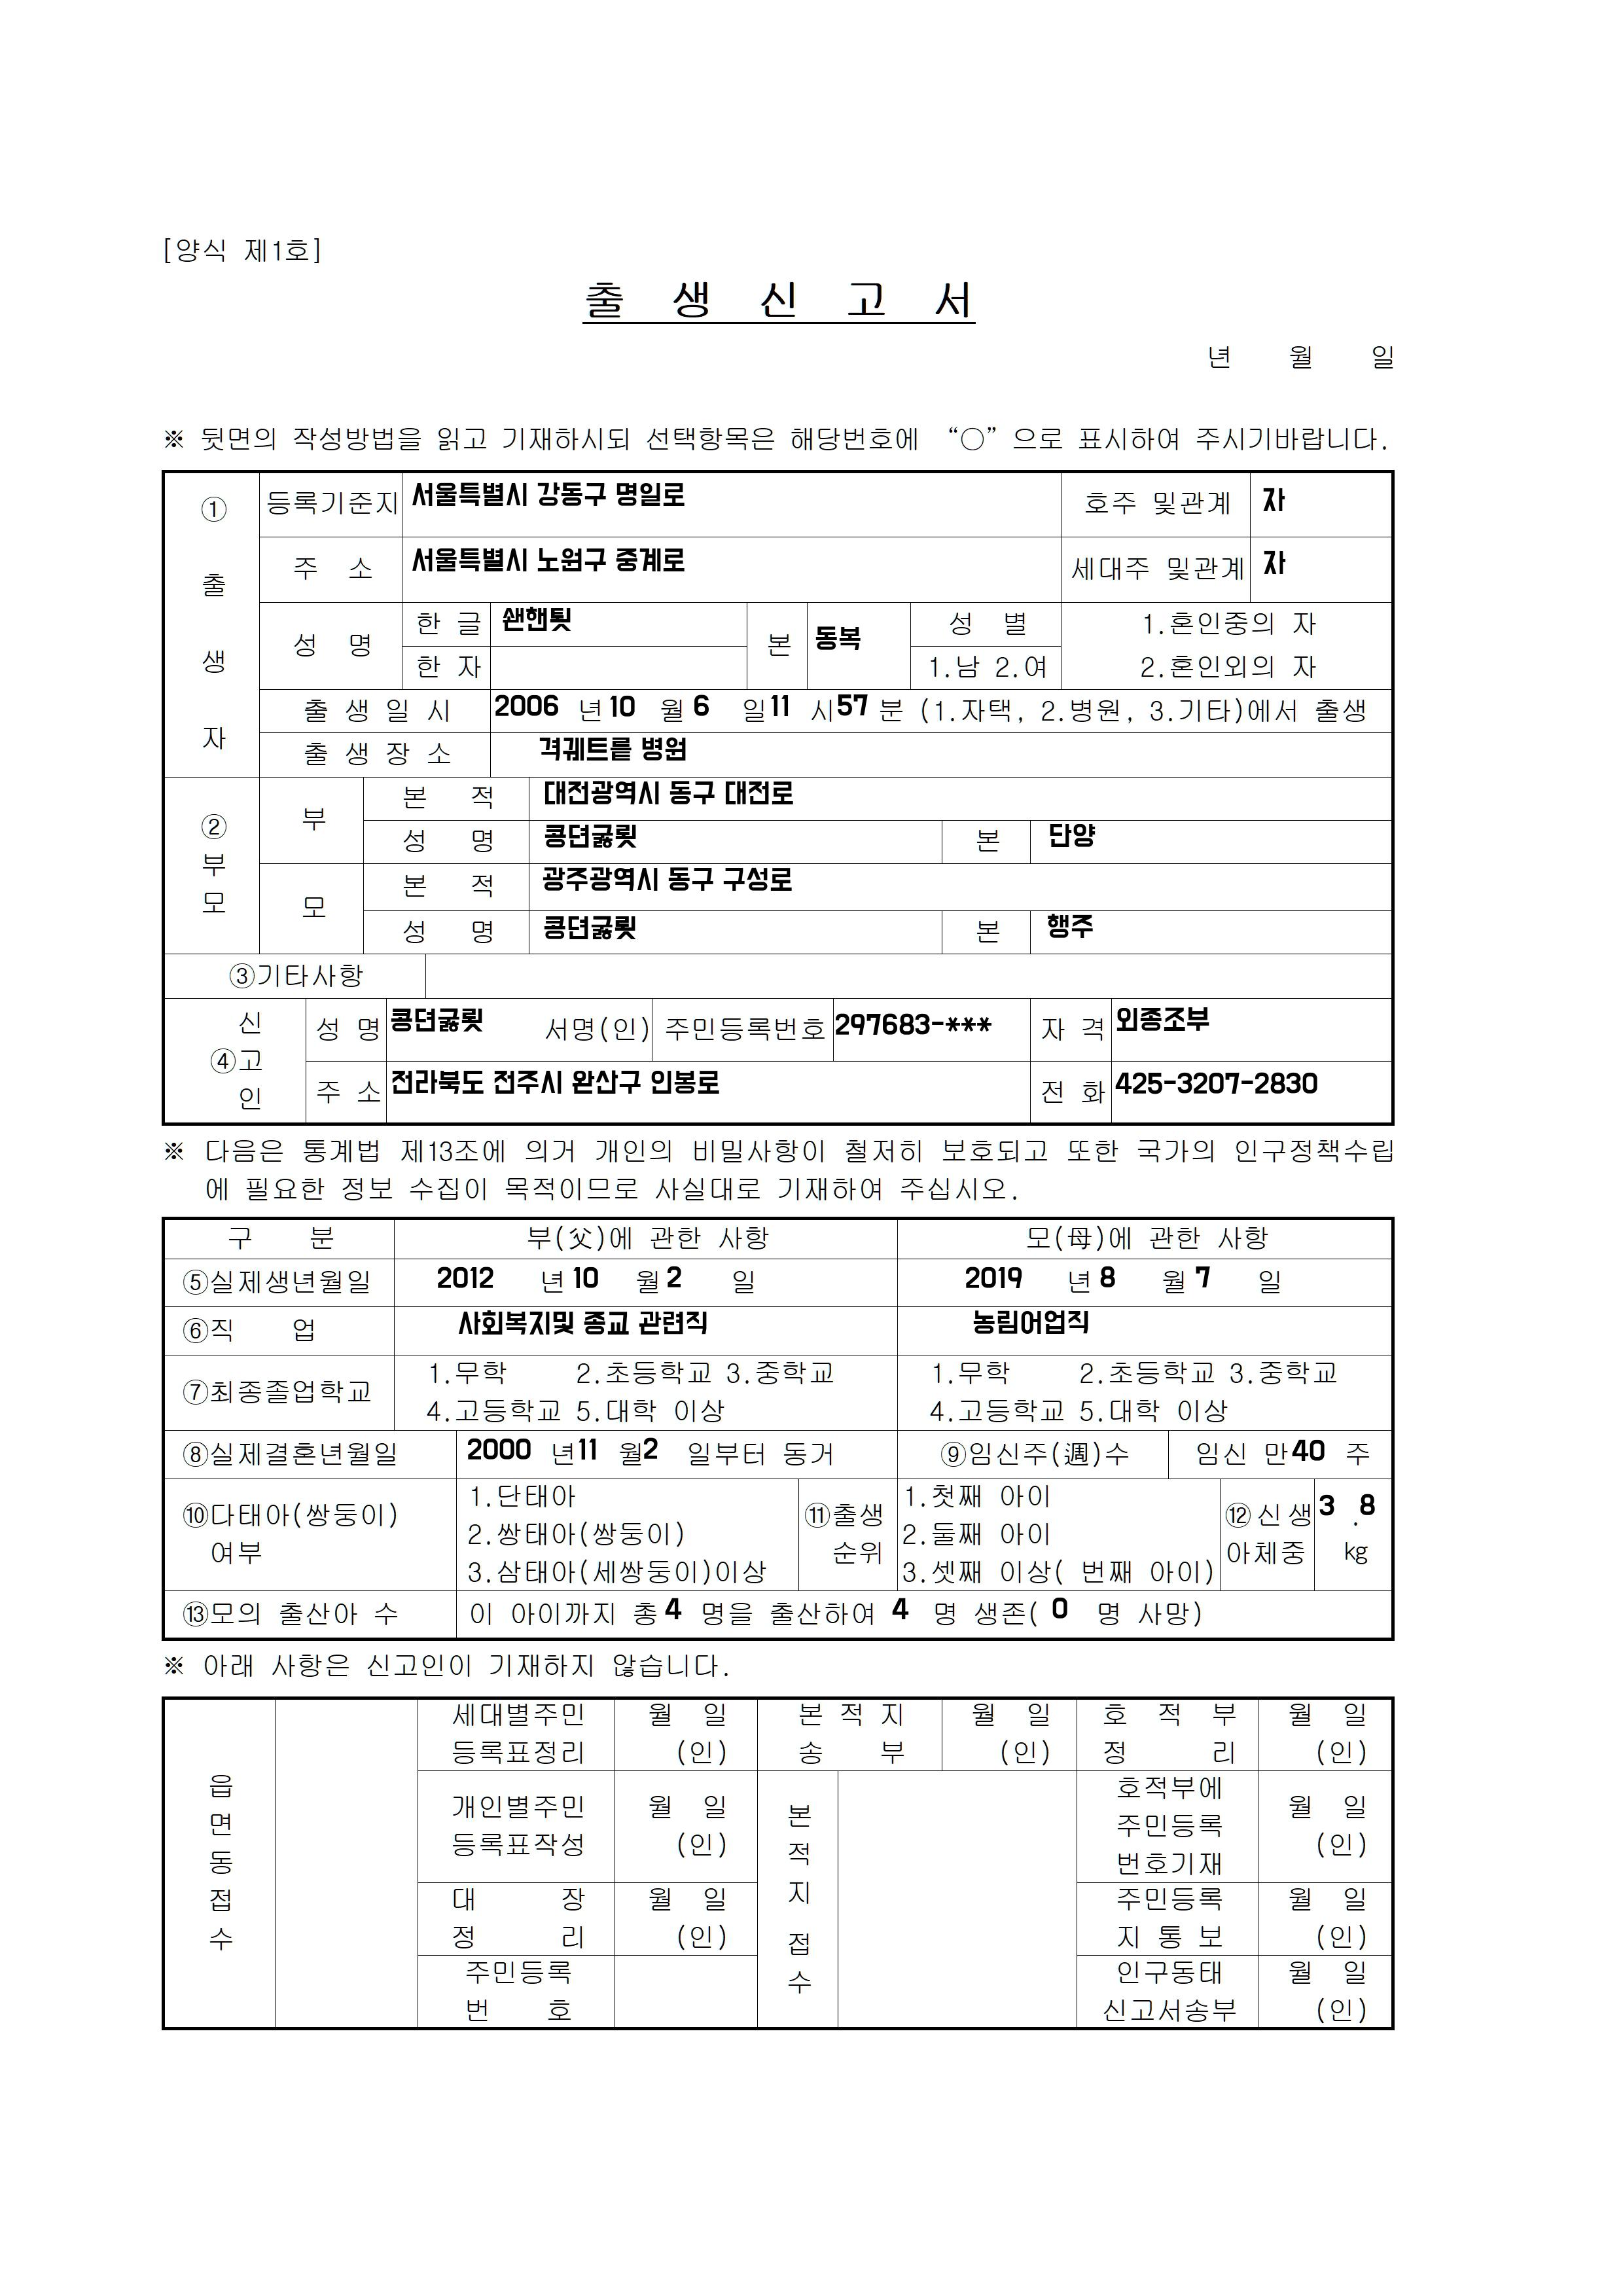 [양식 제1호]
출 생 신 고 서
년 월 일
※ 뒷면의 작성방법을 읽고 기재하시되 선택항목은 해당번호에 “○”으로 표시하여 주시기바랍니다.
① 출 생 자
등록기준지 서울특별시 강동구 명일로 호주 및관계 자
주 소 서울특별시 노원구 중계로 세대주 및관계 자
성 명 한 글 본 동복 성 별 1.혼인중의 자
한 자 1.남 2.여 2.혼인외의 자
출 생 일 시 2006 년 10 월 6 일 11 시 57 분 (1.자택, 2.병원, 3.기타)에서 출생
출 생 장 소 병원
② 부 모
부 본 적 대전광역시 동구 대전로
성 명 본 단양
모 본 적 광주광역시 동구 구성로
성 명 본 행주
③기타사항
④ 신 고 인
성 명 서명(인) 주민등록번호 297683-*** 자 격 외종조부
주 소 전라북도 전주시 완산구 인봉로 전 화 425-3207-2830
※ 다음은 통계법 제13조에 의거 개인의 비밀사항이 철저히 보호되고 또한 국가의 인구정책수립
에 필요한 정보 수집이 목적이므로 사실대로 기재하여 주십시오.
구 분 부(父)에 관한 사항 모(母)에 관한 사항
⑤실제생년월일 2012 년 10 월 2 일 2019 년 8 월 7 일
⑥직 업 사회복지및 종교 관련직 농림어업직
⑦최종졸업학교
1.무학 2.초등학교 3.중학교 1.무학 2.초등학교 3.중학교
4.고등학교 5.대학 이상 4.고등학교 5.대학 이상
⑧실제결혼년월일 2000 년 11 월 2 일부터 동거 ⑨임신주(週)수 임신 만 40 주
⑩다태아(쌍둥이) 여부
1.단태아
2.쌍태아(쌍둥이)
3.삼태아(세쌍둥이)이상
⑪출생 순위
1.첫째 아이
2.둘째 아이
3.셋째 이상( 번째 아이)
⑫신생 아체중 3 .8 kg
⑬모의 출산아 수 이 아이까지 총 4 명을 출산하여 4 명 생존( 0 명 사망)
※ 아래 사항은 신고인이 기재하지 않습니다.
읍 면 동 접 수
세대별주민 월 일 본 적 지 월 일 호 적 부 월 일
등록표정리 (인) 송 부 (인) 정 리 (인)
개인별주민 월 일
등록표작성 (인)
본 적 지 접 수
호적부에
주민등록 월 일
번호기재 (인)
대 장 월 일 주민등록 월 일
정 리 (인) 지 통 보 (인)
주민등록 인구동태 월 일
번 호 신고서송부 (인)